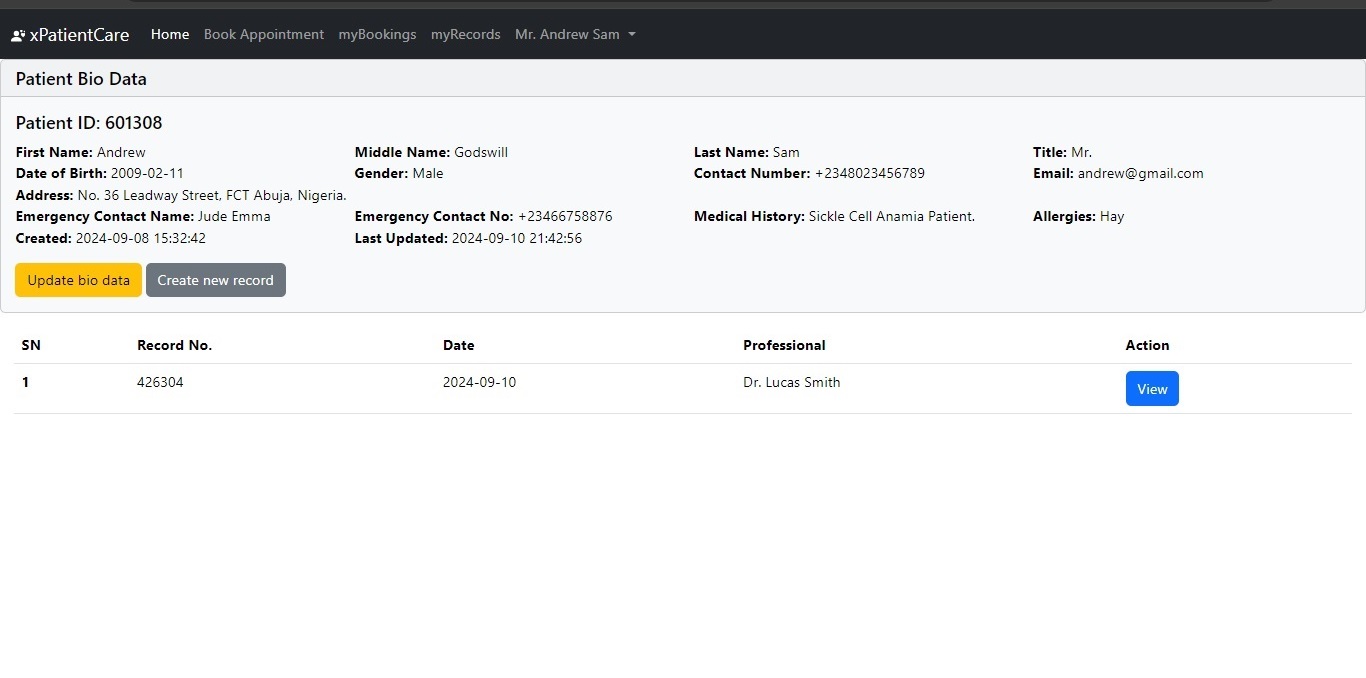 xPatientCare Home Book Appointment myBookings myRecords Mr. Andrew Sam
Patient Bio Data
Patient ID: 601308
First Name: Andrew Middle Name: Godswill Last Name: Sam Title: Mr.
Date of Birth: 2009-02-11 Gender: Male Contact Number: +2348023456789 Email: andrew@gmail.com
Address: No. 36 Leadway Street, FCT Abuja, Nigeria.
Emergency Contact Name: Jude Emma Emergency Contact No: +23466758876 Medical History: Sickle Cell Anamia Patient. Allergies: Hay
Created: 2024-09-08 15:32:42 Last Updated: 2024-09-10 21:42:56
Update bio data Create new record
SN Record No. Date Professional Action
1 426304 2024-09-10 Dr. Lucas Smith View